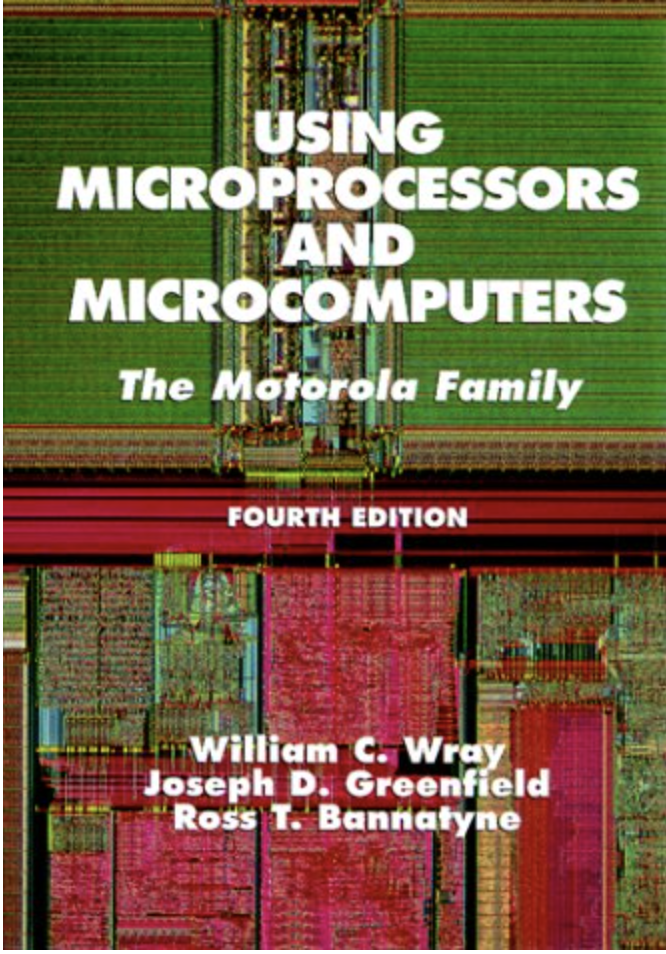 USING
MICROPROCESSORS
AND
MICROCOMPUTERS
The Motorola Family
FOURTH EDITION
William C. Wray
Joseph D. Greenfield
Ross T. Bannatyne